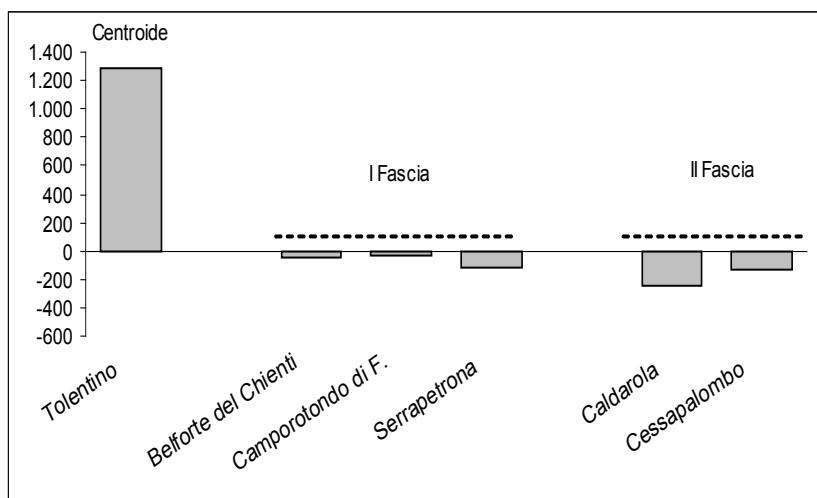 Centroide
1.400
1.200
1.000
800
600
400
200
0
-200
-400
-600
I Fascia
II Fascia
Tolentino
Belforte del Chienti
Camporotondo di F.
Serrapetrona
Caldarola
Cessapalombo